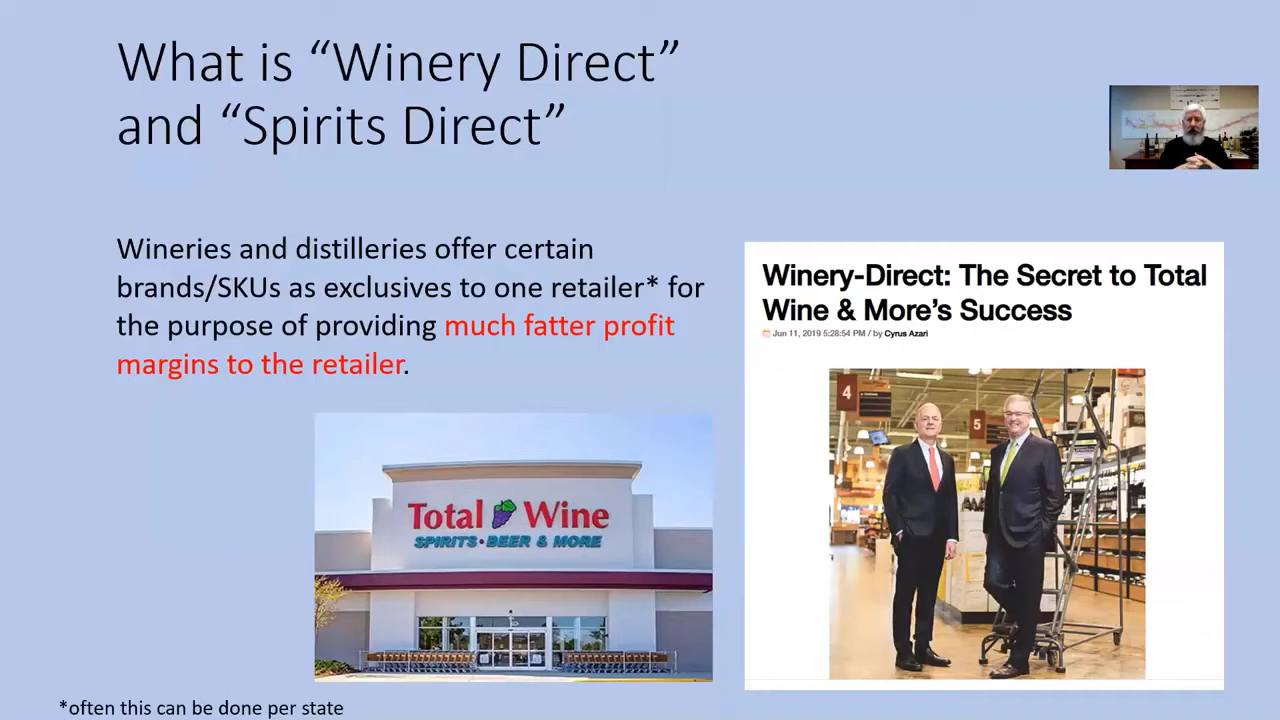 What is “Winery Direct”
and “Spirits Direct”
Wineries and distilleries offer certain
brands/SKUs as exclusives to one retailer* for
the purpose of providing much fatter profit
margins to the retailer.
Winery-Direct: The Secret to Total
Wine & More’s Success
Jun 11, 2019 5:28:54 PM / by Cyrus Azari
4
5
Total Wine
SPIRITS•BEER & MORE
*often this can be done per state